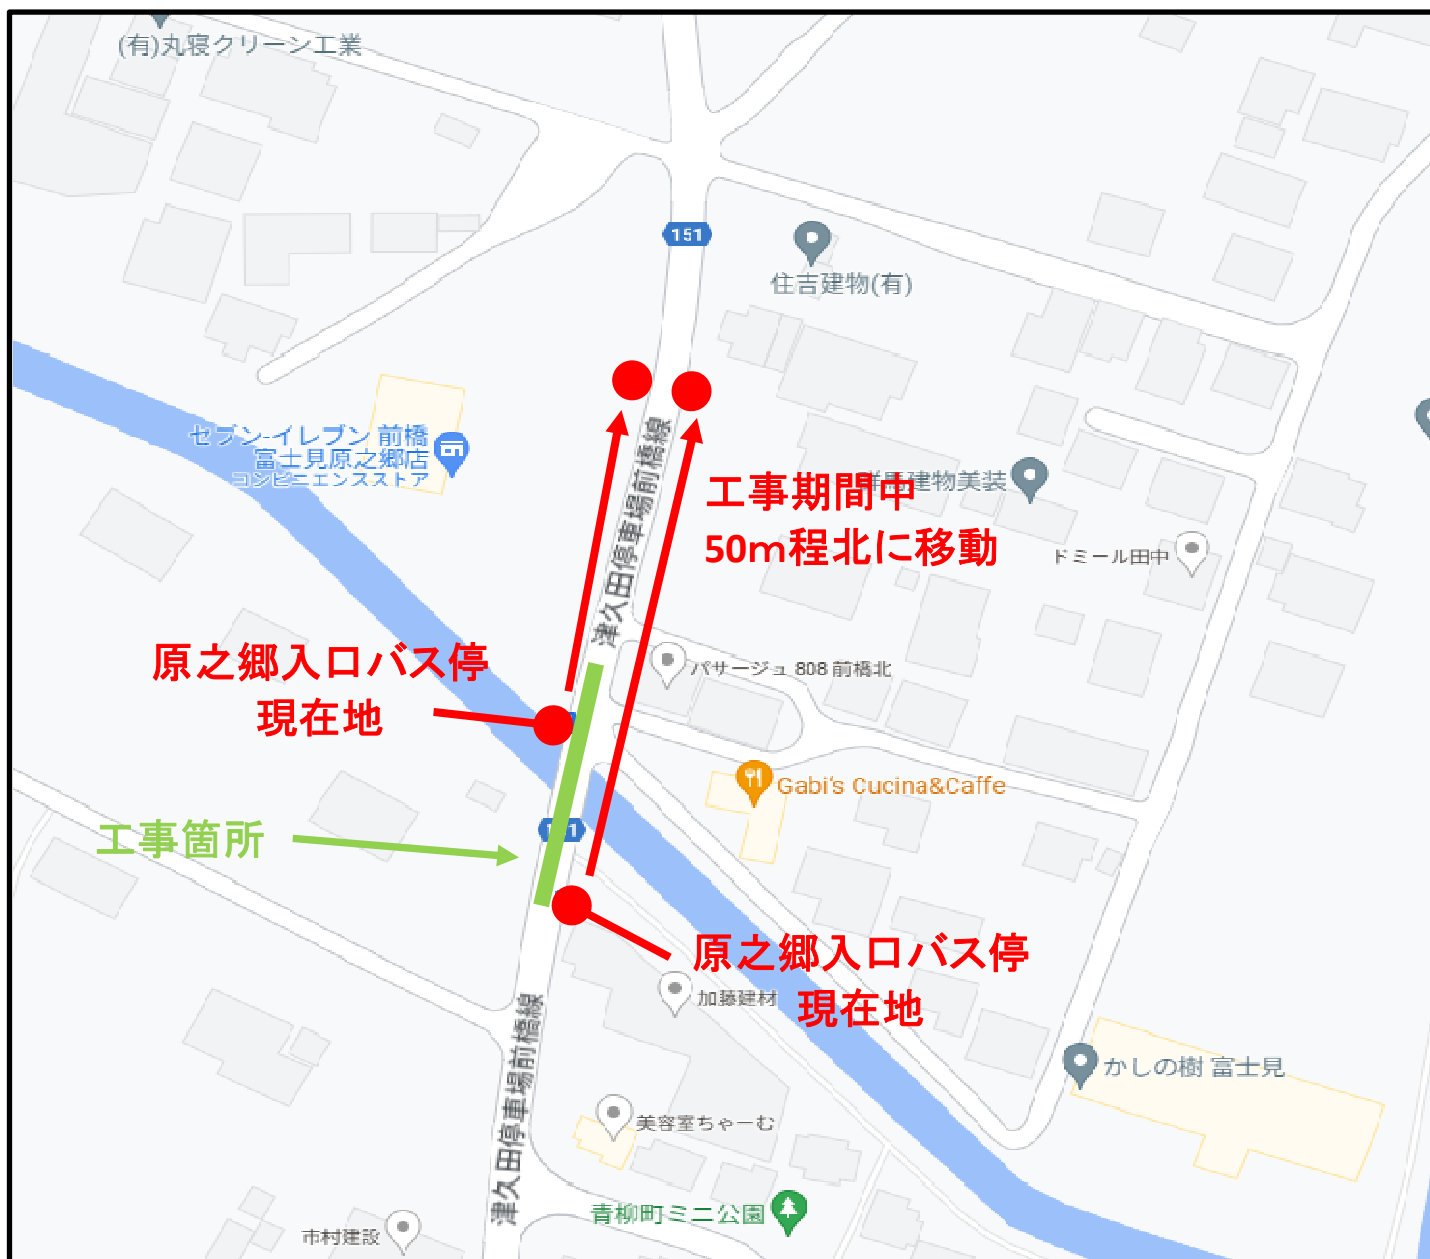 (有)丸寝クリーン工業
151
住吉建物(有)
セブン-イレブン 前橋
富士見原之郷店
コンビニエンスストア
津久田停車場前橋線
工事期間中
50m程北に移動
群馬建物美装
ドミール田中
原之郷入口バス停
現在地
パサージュ 808 前橋北
Gabi's Cucina&Caffe
工事箇所
原之郷入口バス停
現在地
加藤建材
津久田停車場前橋線
かしの樹 富士見
美容室ちゃーむ
青柳町ミニ公園
市村建設